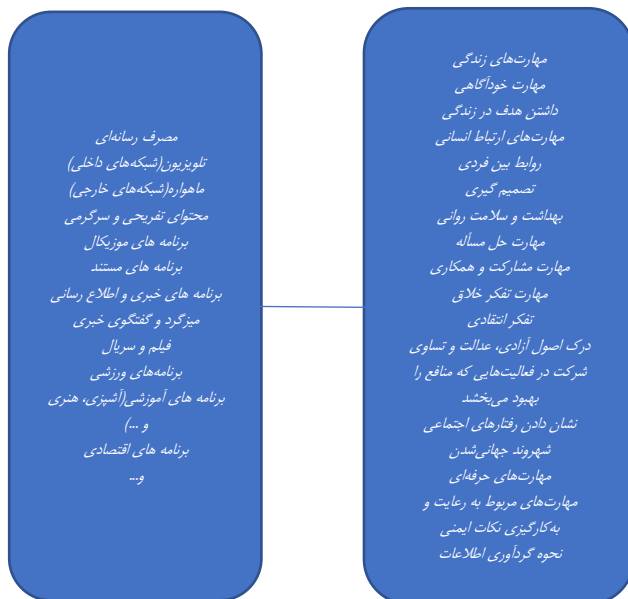 مهارت‌های زندگی
مهارت خودآگاهی
داشتن هدف در زندگی
مهارت‌های ارتباط انسانی
روابط بین فردی
تصمیم گیری
بهداشت و سلامت روانی
مهارت حل مسأله
مهارت مشارکت و همکاری
مهارت تفکر خلاق
تفکر انتقادی
درک اصول آزادی، عدالت و تساوی
شرکت در فعالیت‌هایی که منافع را
بهبود می‌بخشد
نشان دادن رفتارهای اجتماعی
شهروند جهانی‌شدن
مهارت‌های حرفه‌ای
مهارت‌های مربوط به رعایت و
به‌کارگیزی نکات ایمنی
نحوه گردآوری اطلاعات
مصرف رسانه‌ای
تلویزیون(شبکه‌های داخلی)
ماهواره(شبکه‌های خارجی)
محتوای تفریحی و سرگرمی
برنامه های موزیکال
برنامه های مستند
برنامه های خبری و اطلاع رسانی
میزگرد و گفتگوی خبری
فیلم و سریال
برنامه‌های ورزشی
برنامه های آموزشی(آشپزی، هنری
و ...)
برنامه های اقتصادی
و...